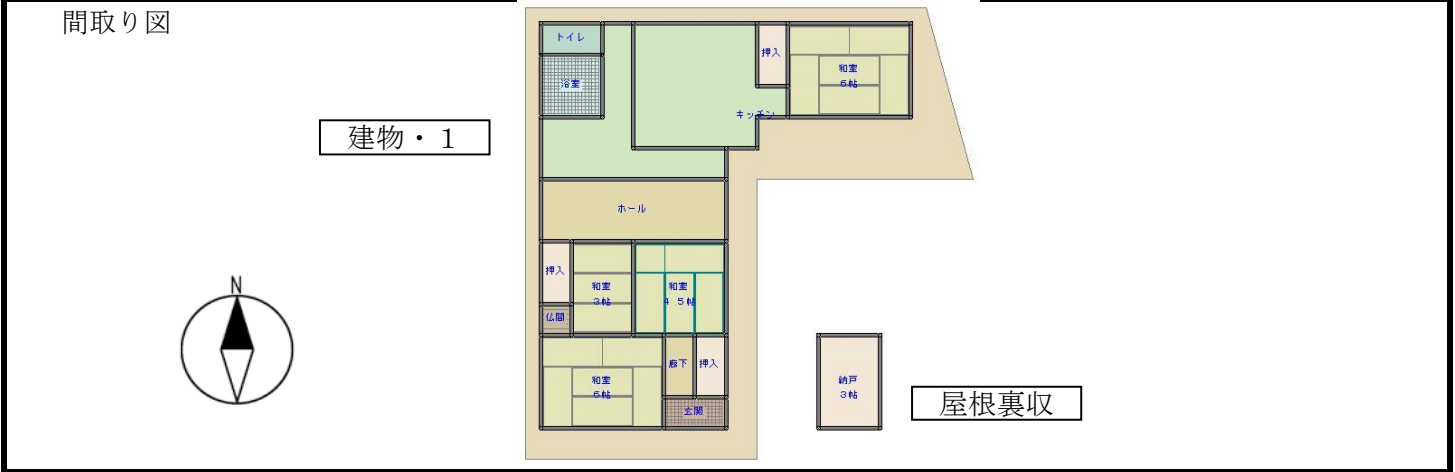 間取り図
トイレ
押入
和室
6帖
浴室
キッチン
建物・1
ホール
押入
和室
3帖
和室
4.5帖
仏間
N
廊下
押入
和室
6帖
玄関
納戸
3帖
屋根裏収